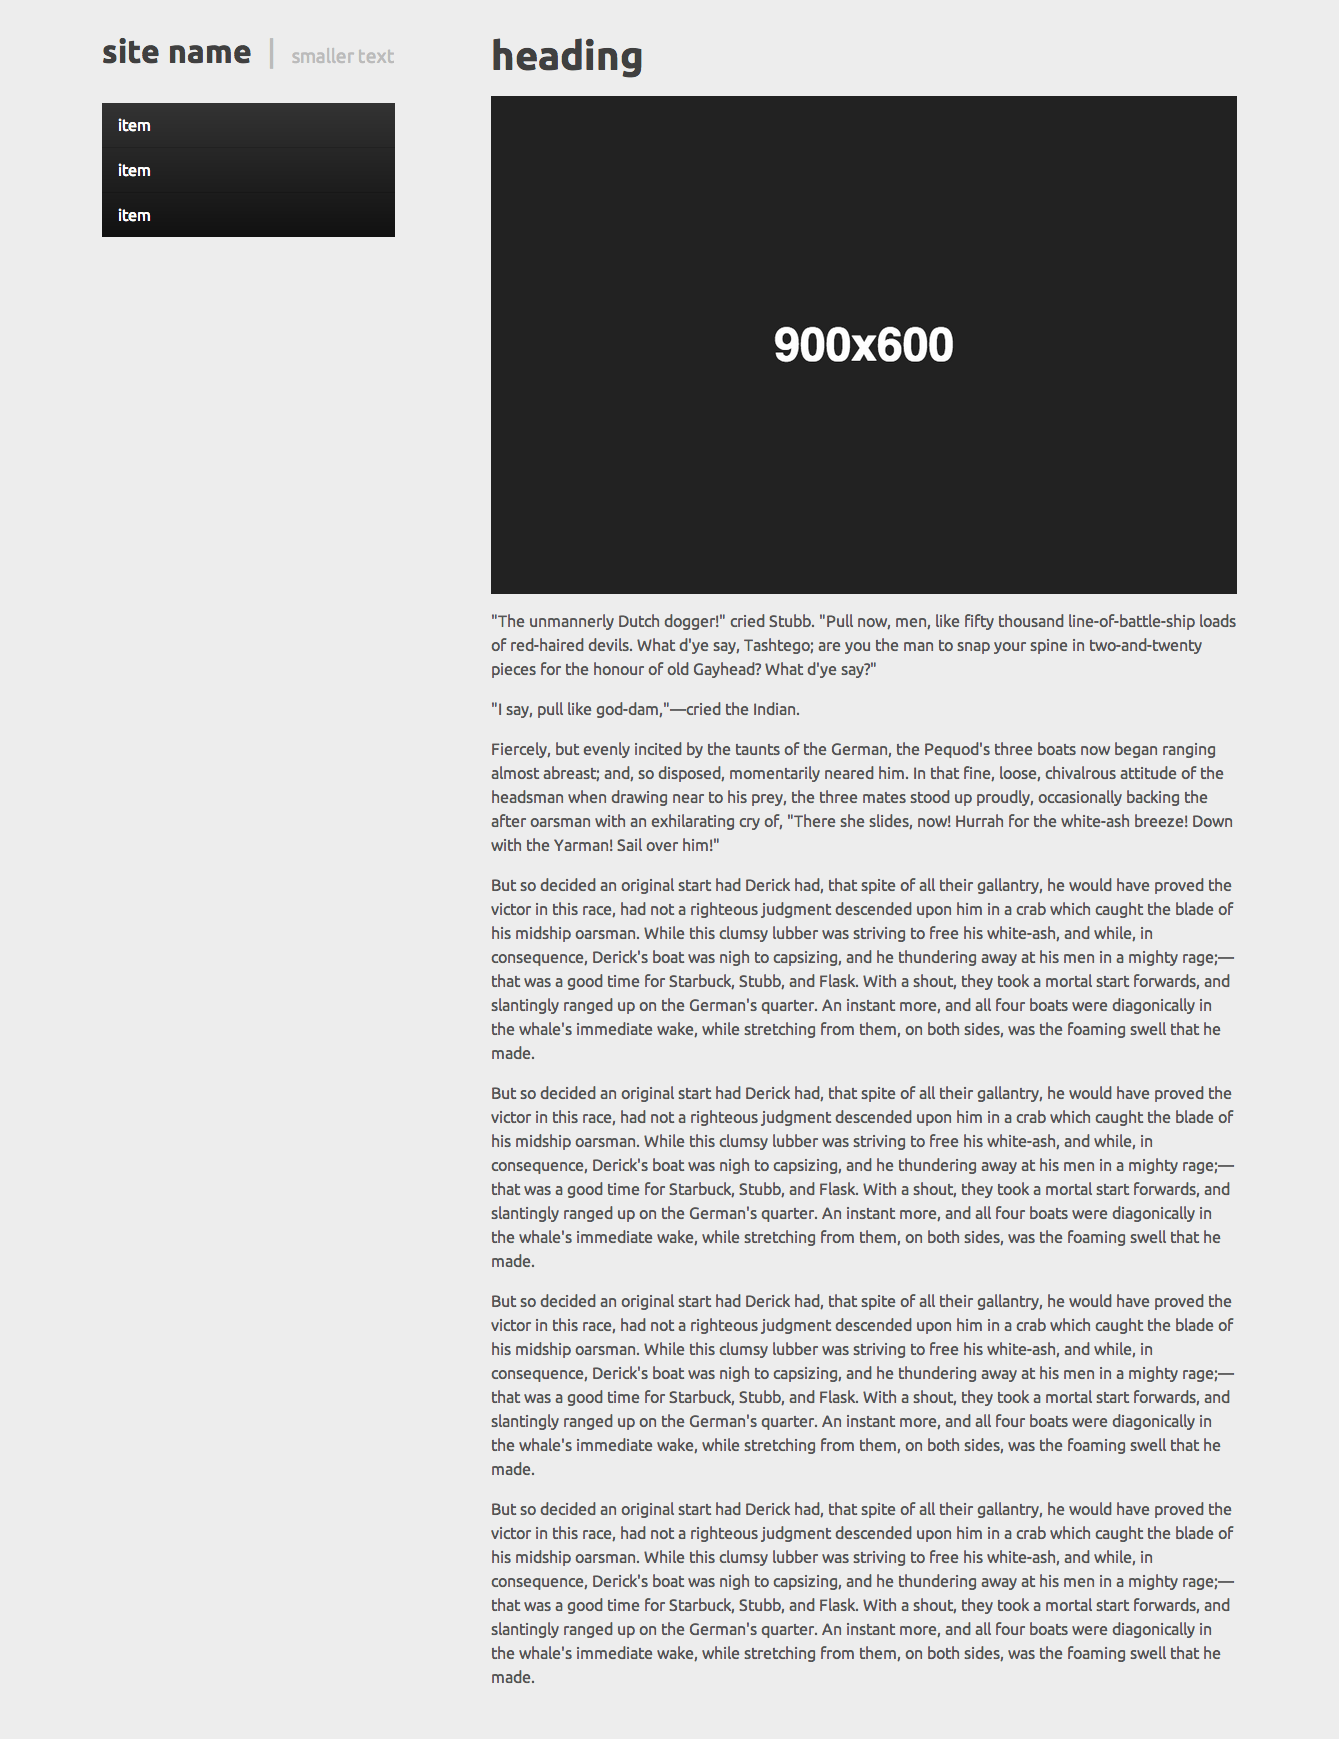 site name | smaller text
item
item
item
heading
900x600
"The unmannerly Dutch dogger!" cried Stubb. "Pull now, men, like fifty thousand line-of-battle-ship loads
of red-haired devils. What d'ye say, Tashtego; are you the man to snap your spine in two-and-twenty
pieces for the honour of old Gayhead? What d'ye say?"
"I say, pull like god-dam,"—cried the Indian.
Fiercely, but evenly incited by the taunts of the German, the Pequod's three boats now began ranging
almost abreast; and, so disposed, momentarily neared him. In that fine, loose, chivalrous attitude of the
headsman when drawing near to his prey, the three mates stood up proudly, occasionally backing the
after oarsman with an exhilarating cry of, "There she slides, now! Hurrah for the white-ash breeze! Down
with the Yarman! Sail over him!"
But so decided an original start had Derick had, that spite of all their gallantry, he would have proved the
victor in this race, had not a righteous judgment descended upon him in a crab which caught the blade of
his midship oarsman. While this clumsy lubber was striving to free his white-ash, and while, in
consequence, Derick's boat was nigh to capsizing, and he thundering away at his men in a mighty rage;—
that was a good time for Starbuck, Stubb, and Flask. With a shout, they took a mortal start forwards, and
slantingly ranged up on the German's quarter. An instant more, and all four boats were diagonically in
the whale's immediate wake, while stretching from them, on both sides, was the foaming swell that he
made.
But so decided an original start had Derick had, that spite of all their gallantry, he would have proved the
victor in this race, had not a righteous judgment descended upon him in a crab which caught the blade of
his midship oarsman. While this clumsy lubber was striving to free his white-ash, and while, in
consequence, Derick's boat was nigh to capsizing, and he thundering away at his men in a mighty rage;—
that was a good time for Starbuck, Stubb, and Flask. With a shout, they took a mortal start forwards, and
slantingly ranged up on the German's quarter. An instant more, and all four boats were diagonically in
the whale's immediate wake, while stretching from them, on both sides, was the foaming swell that he
made.
But so decided an original start had Derick had, that spite of all their gallantry, he would have proved the
victor in this race, had not a righteous judgment descended upon him in a crab which caught the blade of
his midship oarsman. While this clumsy lubber was striving to free his white-ash, and while, in
consequence, Derick's boat was nigh to capsizing, and he thundering away at his men in a mighty rage;—
that was a good time for Starbuck, Stubb, and Flask. With a shout, they took a mortal start forwards, and
slantingly ranged up on the German's quarter. An instant more, and all four boats were diagonically in
the whale's immediate wake, while stretching from them, on both sides, was the foaming swell that he
made.
But so decided an original start had Derick had, that spite of all their gallantry, he would have proved the
victor in this race, had not a righteous judgment descended upon him in a crab which caught the blade of
his midship oarsman. While this clumsy lubber was striving to free his white-ash, and while, in
consequence, Derick's boat was nigh to capsizing, and he thundering away at his men in a mighty rage;—
that was a good time for Starbuck, Stubb, and Flask. With a shout, they took a mortal start forwards, and
slantingly ranged up on the German's quarter. An instant more, and all four boats were diagonically in
the whale's immediate wake, while stretching from them, on both sides, was the foaming swell that he
made.